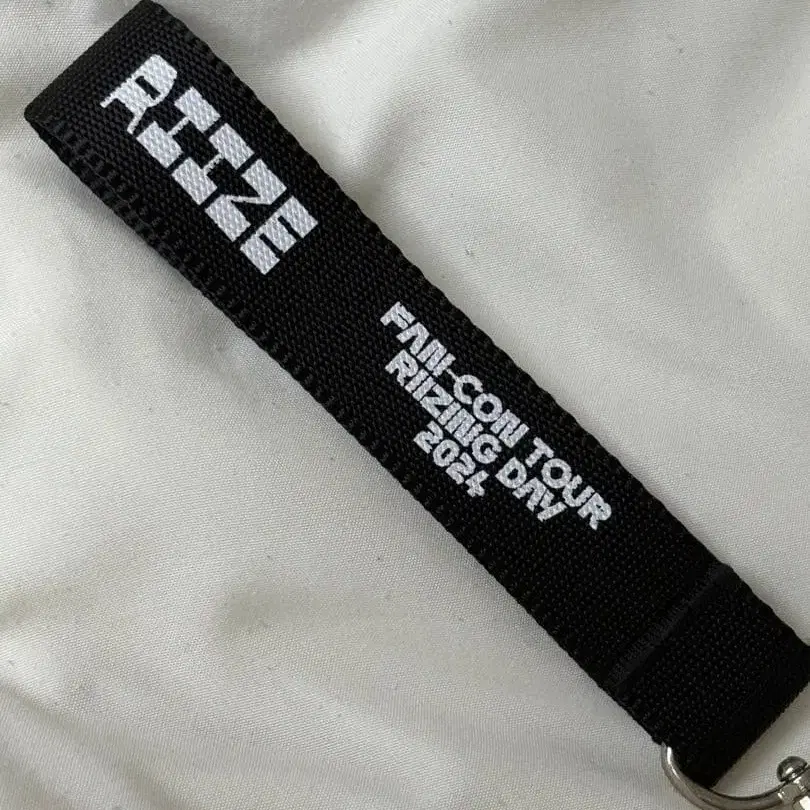 RIIZE
FAN-CON TOUR
RIIZING DAY
2024